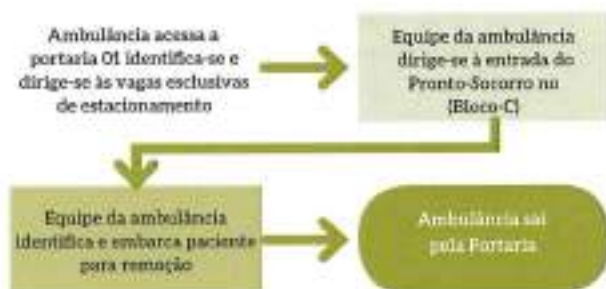 Ambulância acessa a
portaria 01 identifica-se e
dirige-se às vagas esclusivas
de estacionamento
Equipe da ambulância
dirige-se à entrada do
Pronto-Socorro no
(Bloco-C)
Equipe da ambulância
identifica e embarca paciente
para remoção
Ambulância sai
pela Portaria